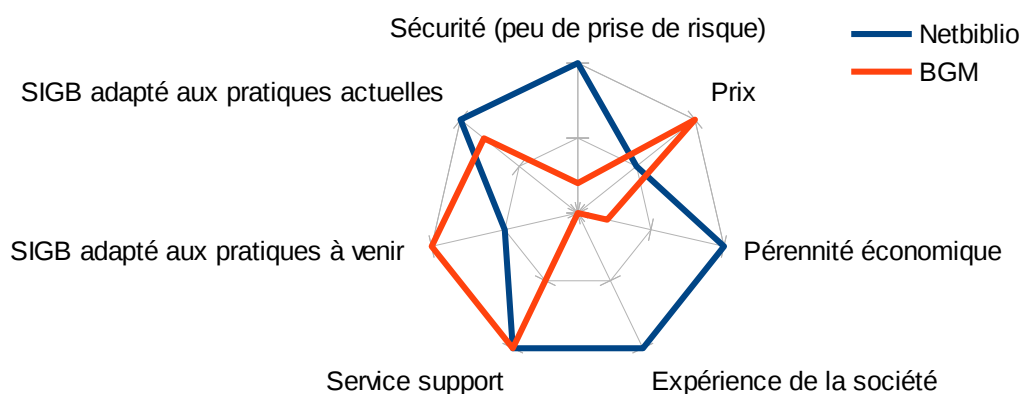 Sécurité (peu de prise de risque)
Netbiblio
BGM
SIGB adapté aux pratiques actuelles
Prix
SIGB adapté aux pratiques à venir
Pérennité économique
Service support
Expérience de la société